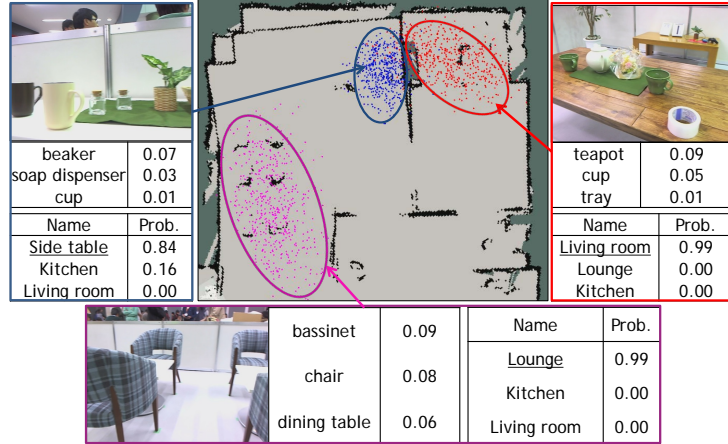 beaker 0.07
soap dispenser 0.03
cup 0.01
Name Prob.
Side table 0.84
Kitchen 0.16
Living room 0.00
teapot 0.09
cup 0.05
tray 0.01
Name Prob.
Living room 0.99
Lounge 0.00
Kitchen 0.00
bassinet 0.09
chair 0.08
dining table 0.06
Name Prob.
Lounge 0.99
Kitchen 0.00
Living room 0.00